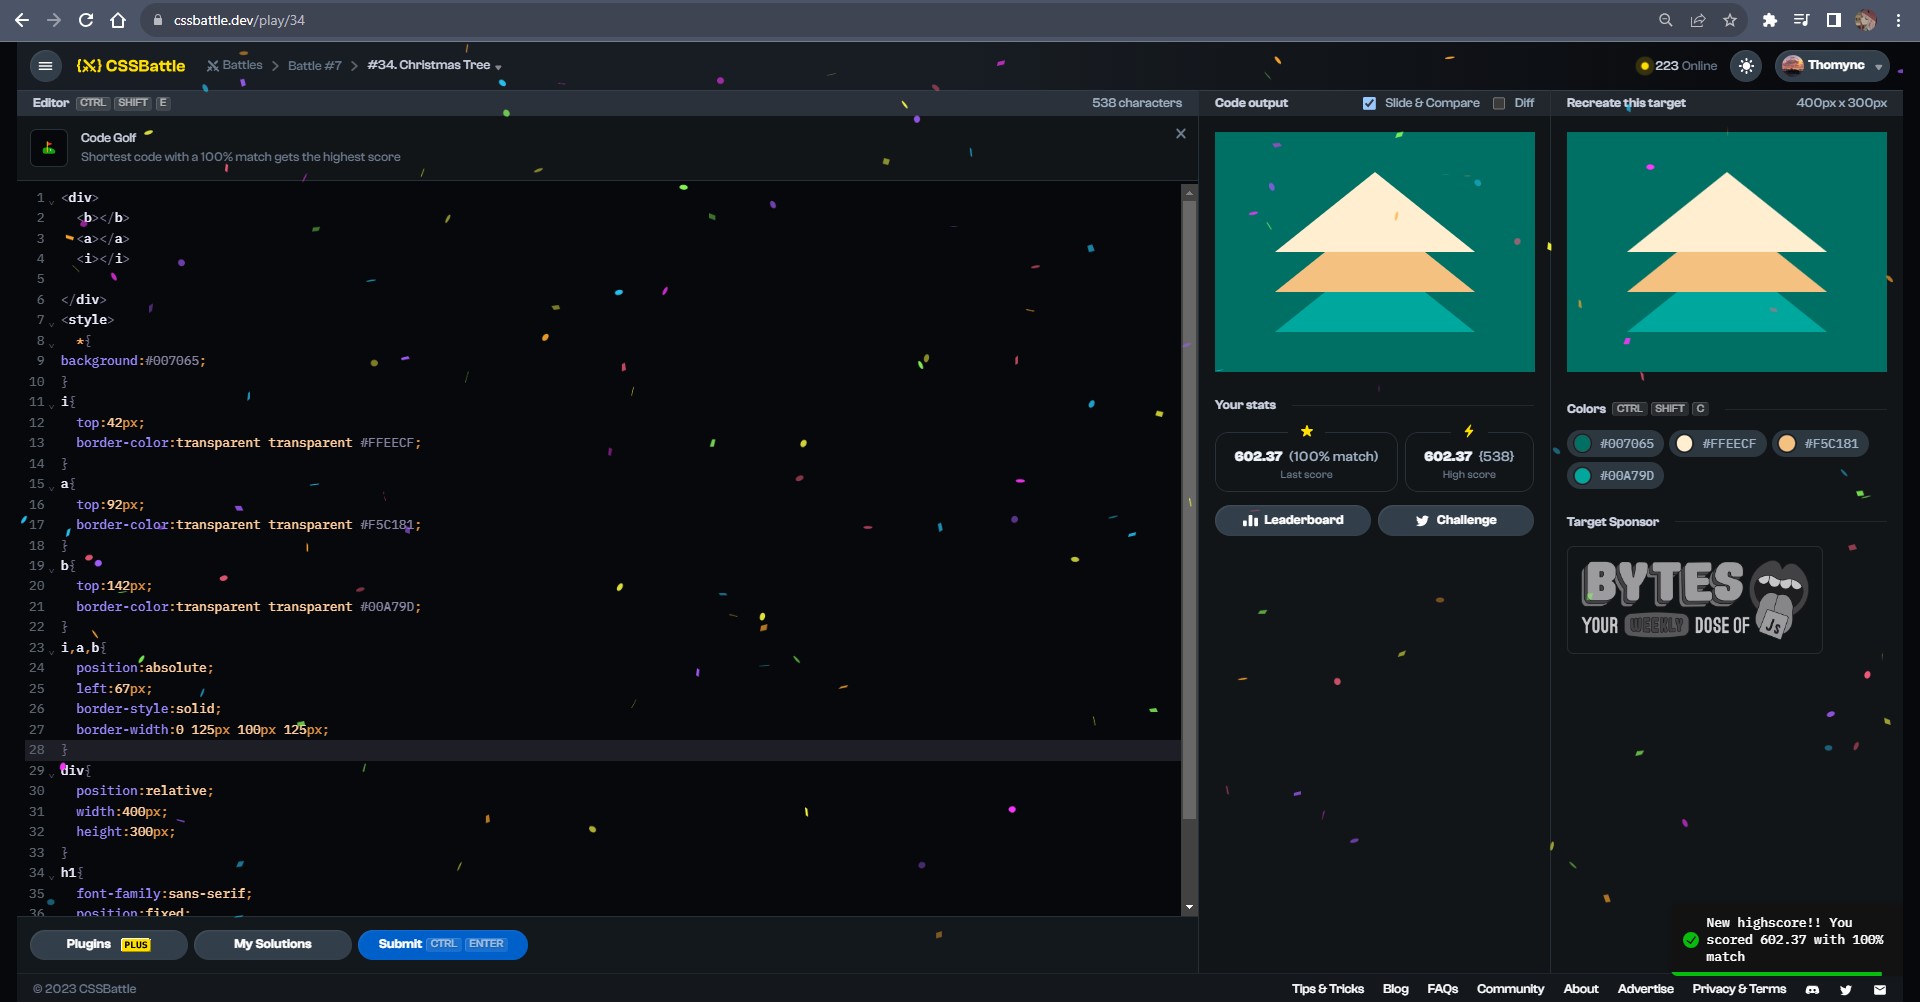 cssbattle.dev/play/34
{X} CSSBattle
Battles
Battle #7
#34. Christmas Tree
223 Online
Thomync
Editor CTRL SHIFT E
538 characters
Code Golf
Shortest code with a 100% match gets the highest score
1 <div>
2 <b></b>
3 <a></a>
4 <i></i>
5
6 </div>
7 <style>
8 *{
9 background:#007065;
10 }
11 i{
12 top:42px;
13 border-color:transparent transparent #FFEECF;
14 }
15 a{
16 top:92px;
17 border-color:transparent transparent #F5C181;
18 }
19 b{
20 top:142px;
21 border-color:transparent transparent #00A79D;
22 }
23 i,a,b{
24 position:absolute;
25 left:67px;
26 border-style:solid;
27 border-width:0 125px 100px 125px;
28 }
29 div{
30 position:relative;
31 width:400px;
32 height:300px;
33 }
34 h1{
35 font-family:sans-serif;
36 position:fixed;
Plugins PLUS
My Solutions
Submit CTRL ENTER
Code output
Slide & Compare
Diff
Your stats
602.37 (100% match)
Last score
602.37 {538}
High score
Leaderboard
Challenge
Recreate this target
400px x 300px
Colors CTRL SHIFT C
#007065
#FFEECF
#F5C181
#00A79D
Target Sponsor
BYTES
YOUR WEEKLY DOSE OF
Js
New highscore!! You
scored 602.37 with 100%
match
© 2023 CSSBattle
Tips & Tricks
Blog
FAQs
Community
About
Advertise
Privacy & Terms